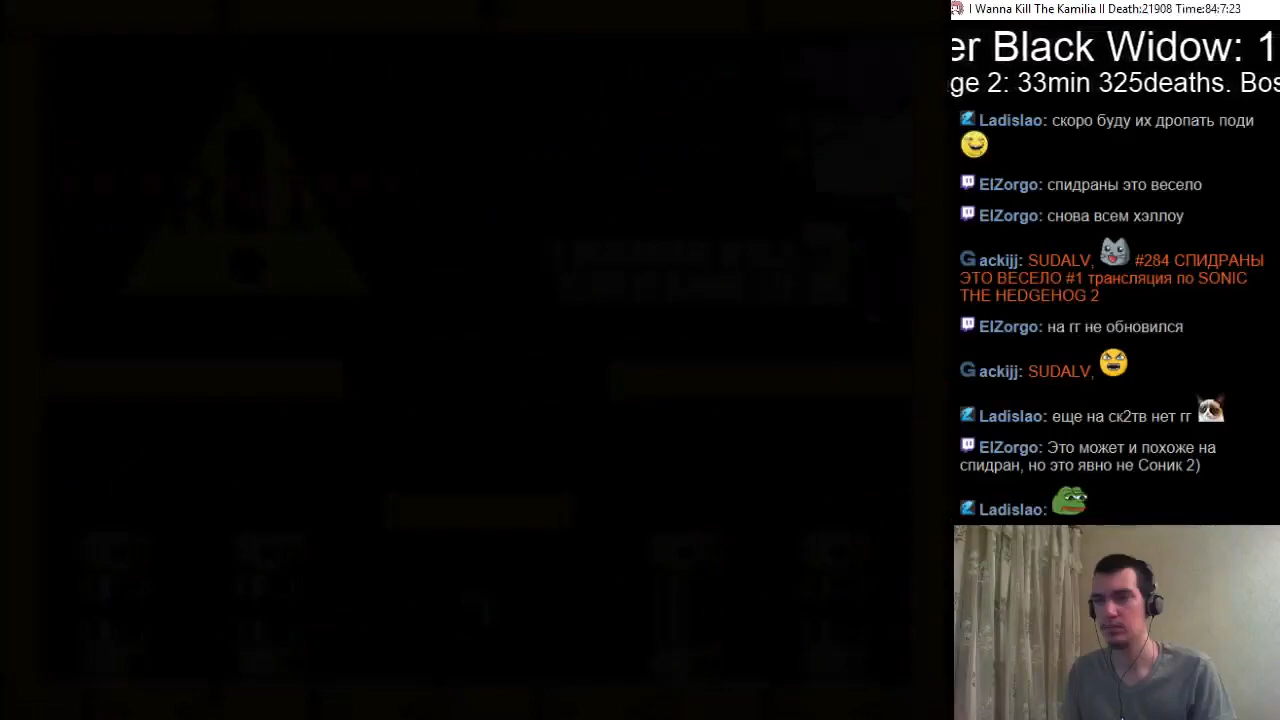 I Wanna Kill The Kamilia II Death:21908 Time:84:7:23
er Black Widow: 1
ge 2: 33min 325deaths. Bos
Ladislao: скоро буду их дропать поди
ElZorgo: спидраны это весело
ElZorgo: снова всем хэллоу
ackijj: SUDALV, #284 СПИДРАНЫ
ЭТО ВЕСЕЛО #1 трансляция по SONIC
THE HEDGEHOG 2
ElZorgo: на гг не обновился
ackijj: SUDALV,
Ladislao: еще на ск2тв нет гг
ElZorgo: Это может и похоже на
спидран, но это явно не Соник 2)
Ladislao: